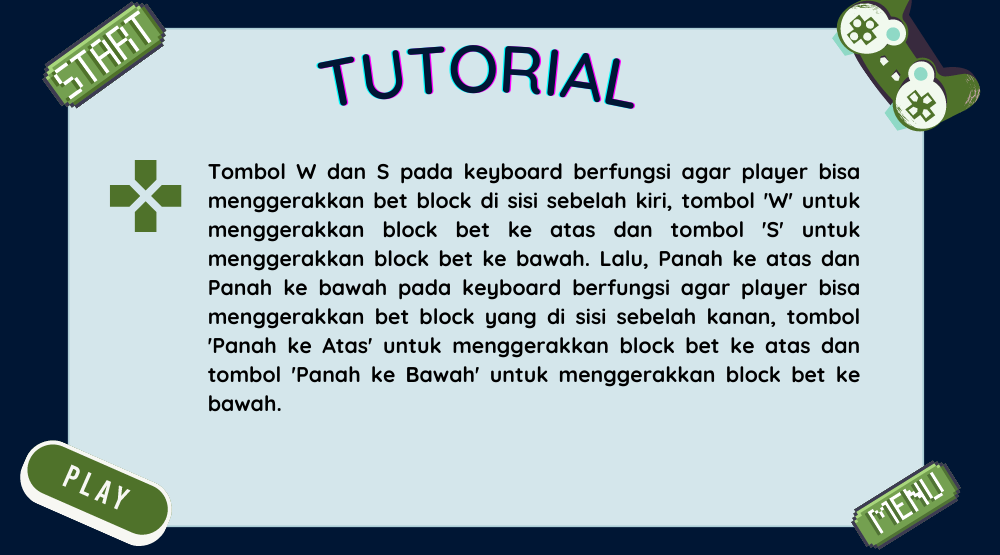 START
TUTORIAL
Tombol W dan S pada keyboard berfungsi agar player bisa
menggerakkan bet block di sisi sebelah kiri, tombol 'W' untuk
menggerakkan block bet ke atas dan tombol 'S' untuk
menggerakkan block bet ke bawah. Lalu, Panah ke atas dan
Panah ke bawah pada keyboard berfungsi agar player bisa
menggerakkan bet block yang di sisi sebelah kanan, tombol
'Panah ke Atas' untuk menggerakkan block bet ke atas dan
tombol 'Panah ke Bawah' untuk menggerakkan block bet ke
bawah.
PLAY
MENU